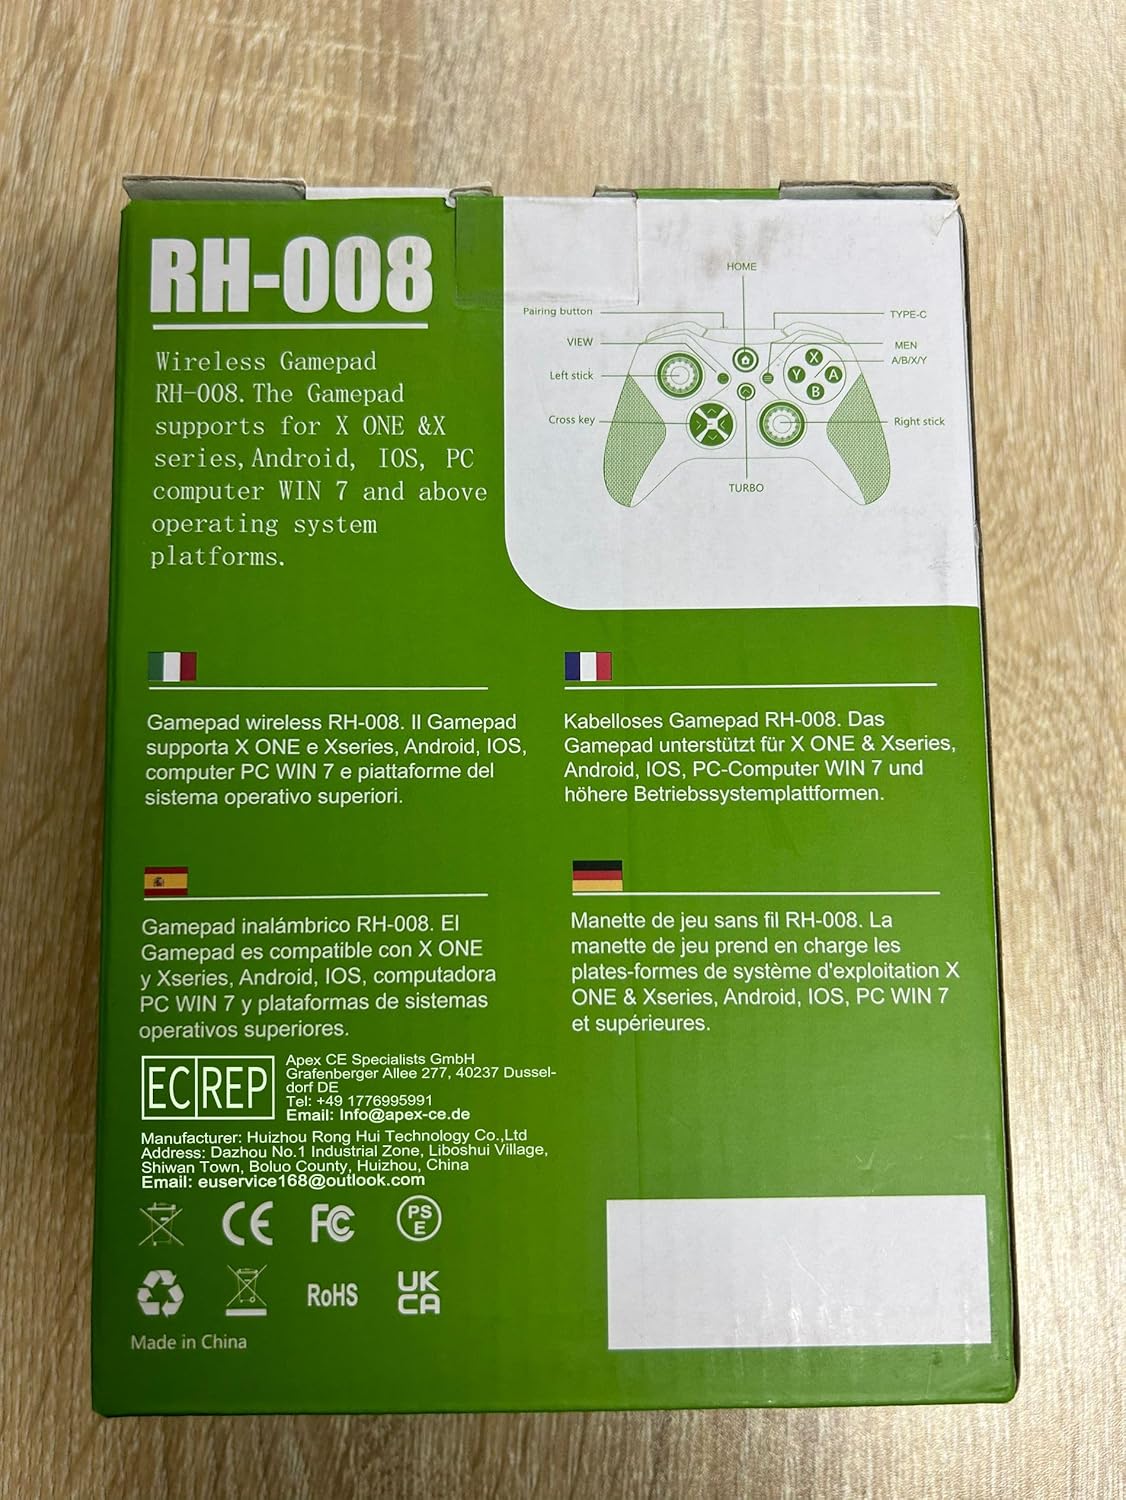 RH-008
Wireless Gamepad
RH-008. The Gamepad
supports for X ONE &X
series, Android, IOS, PC
computer WIN 7 and above
operating system
platforms.
HOME
Pairing button
TYPE-C
VIEW
MEN
A/B/X/Y
Left stick
X
Y
A
B
Cross key
Right stick
TURBO
Gamepad wireless RH-008. Il Gamepad
supporta X ONE e Xseries, Android, IOS,
computer PC WIN 7 e piattaforme del
sistema operativo superiori.
Kabelloses Gamepad RH-008. Das
Gamepad unterstützt für X ONE & Xseries,
Android, IOS, PC-Computer WIN 7 und
höhere Betriebssystemplattformen.
Gamepad inalámbrico RH-008. El
Gamepad es compatible con X ONE
y Xseries, Android, IOS, computadora
PC WIN 7 y plataformas de sistemas
operativos superiores.
Manette de jeu sans fil RH-008. La
manette de jeu prend en charge les
plates-formes de système d'exploitation X
ONE & Xseries, Android, IOS, PC WIN 7
et supérieures.
EC REP
Apex CE Specialists GmbH
Grafenberger Allee 277, 40237 Dussel-
dorf DE
Tel: +49 1776995991
Email: Info@apex-ce.de
Manufacturer: Huizhou Rong Hui Technology Co.,Ltd
Address: Dazhou No.1 Industrial Zone, Liboshui Village,
Shiwan Town, Boluo County, Huizhou, China
Email: euservice168@outlook.com
CE FC PS E
RoHS UK CA
Made in China